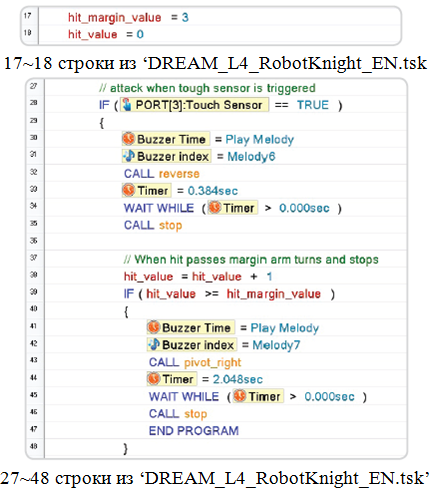 17 hit_margin_value = 3
18 hit_value = 0
17~18 строки из ‘DREAM_L4_RobotKnight_EN.tsk
27 // attack when tough sensor is triggered
28 IF ( PORT[3]:Touch Sensor == TRUE )
29 {
30 Buzzer Time = Play Melody
31 Buzzer index = Melody6
32 CALL reverse
33 Timer = 0.384sec
34 WAIT WHILE ( Timer > 0.000sec )
35 CALL stop
36
37 // When hit passes margin arm turns and stops
38 hit_value = hit_value + 1
39 IF ( hit_value >= hit_margin_value )
40 {
41 Buzzer Time = Play Melody
42 Buzzer index = Melody7
43 CALL pivot_right
44 Timer = 2.048sec
45 WAIT WHILE ( Timer > 0.000sec )
46 CALL stop
47 END PROGRAM
48 }
27~48 строки из ‘DREAM_L4_RobotKnight_EN.tsk’